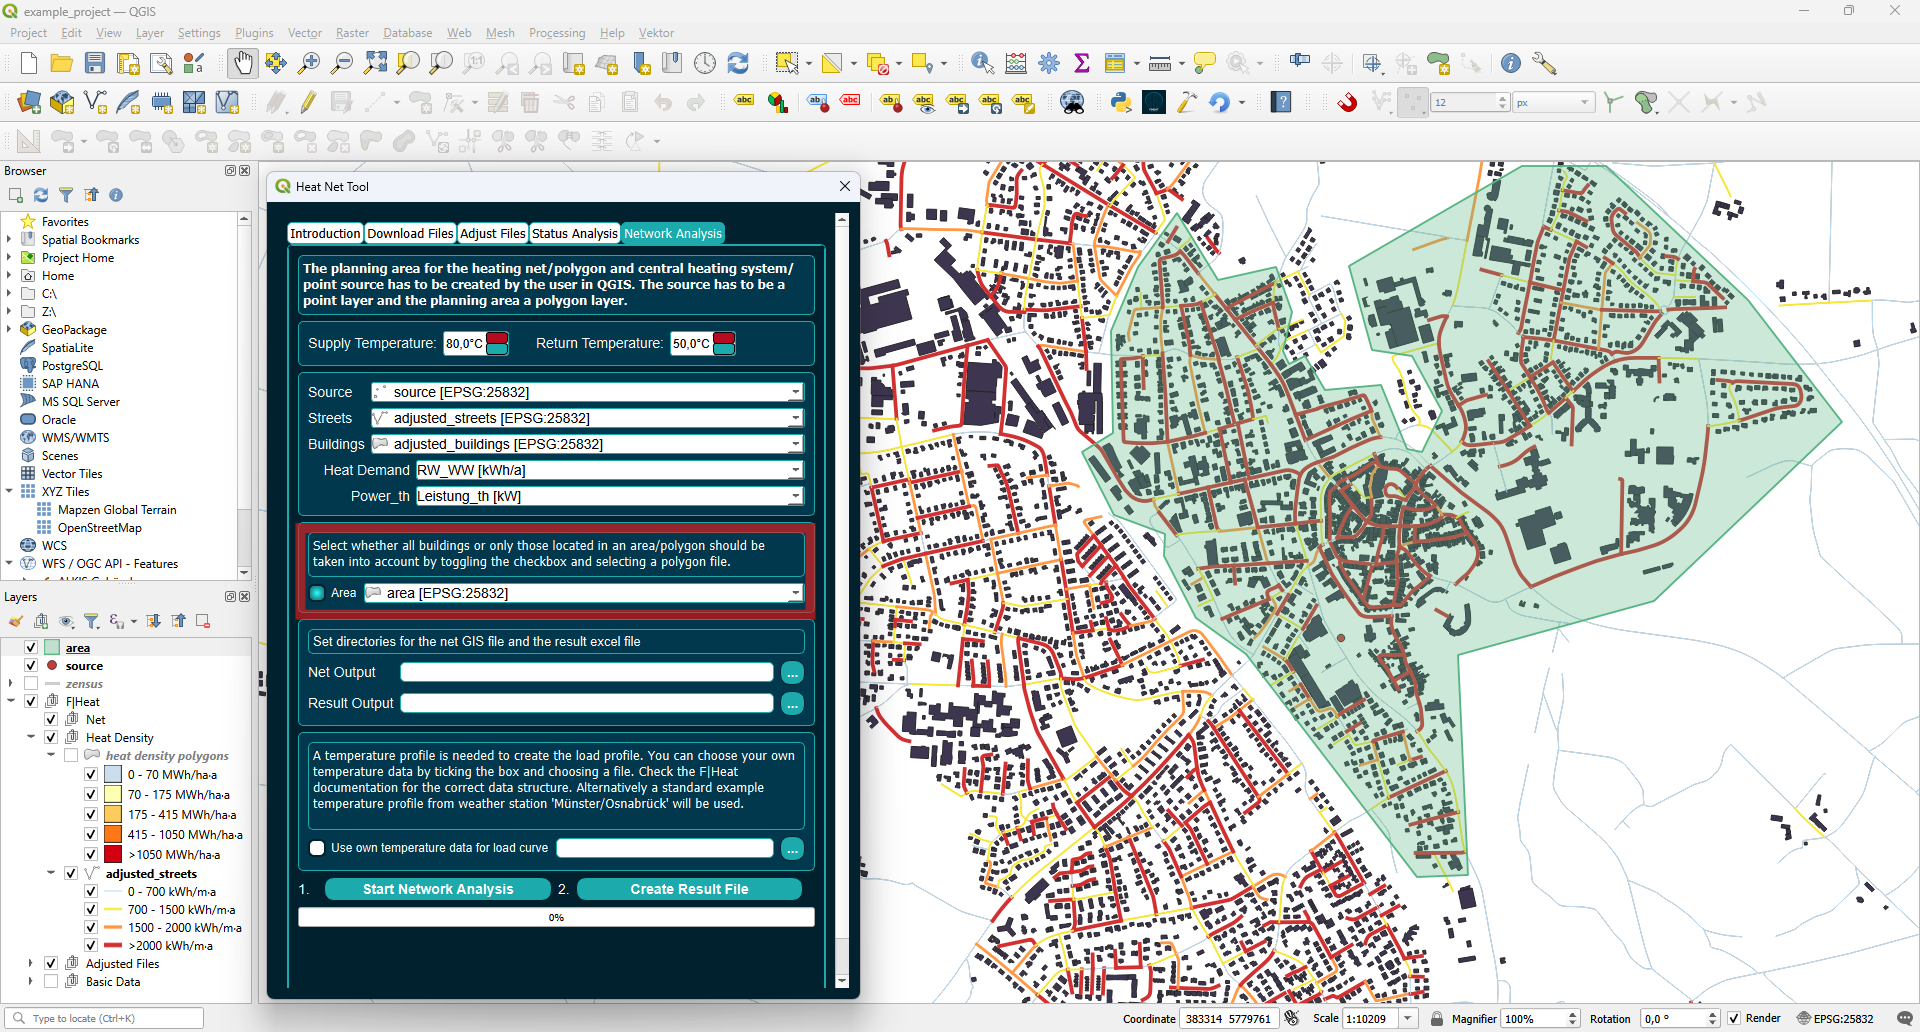 example_project — QGIS
Project Edit View Layer Settings Plugins Vector Raster Database Web Mesh Processing Help Vektor
12 px
Browser
Favorites
Spatial Bookmarks
Project Home
Home
C:\
Z:\
GeoPackage
SpatiaLite
PostgreSQL
SAP HANA
MS SQL Server
Oracle
WMS/WMTS
Scenes
Vector Tiles
XYZ Tiles
Mapzen Global Terrain
OpenStreetMap
WCS
WFS / OGC API - Features
Layers
area
source
zensus
F|Heat
Net
Heat Density
heat density polygons
0 - 70 MWh/ha·a
70 - 175 MWh/ha·a
175 - 415 MWh/ha·a
415 - 1050 MWh/ha·a
>1050 MWh/ha·a
adjusted_streets
0 - 700 kWh/m·a
700 - 1500 kWh/m·a
1500 - 2000 kWh/m·a
>2000 kWh/m·a
Adjusted Files
Basic Data
Heat Net Tool
Introduction Download Files Adjust Files Status Analysis Network Analysis
The planning area for the heating net/polygon and central heating system/
point source has to be created by the user in QGIS. The source has to be a
point layer and the planning area a polygon layer.
Supply Temperature: 80,0°C Return Temperature: 50,0°C
Source source [EPSG:25832]
Streets adjusted_streets [EPSG:25832]
Buildings adjusted_buildings [EPSG:25832]
Heat Demand RW_WW [kWh/a]
Power_th Leistung_th [kW]
Select whether all buildings or only those located in an area/polygon should be
taken into account by toggling the checkbox and selecting a polygon file.
Area area [EPSG:25832]
Set directories for the net GIS file and the result excel file
Net Output ...
Result Output ...
A temperature profile is needed to create the load profile. You can choose your own
temperature data by ticking the box and choosing a file. Check the F|Heat
documentation for the correct data structure. Alternatively a standard example
temperature profile from weather station 'Münster/Osnabrück' will be used.
Use own temperature data for load curve ...
1. Start Network Analysis 2. Create Result File
0%
Type to locate (Ctrl+K) Coordinate 383314 5779761 Scale 1:10209 Magnifier 100% Rotation 0,0 ° Render EPSG:25832